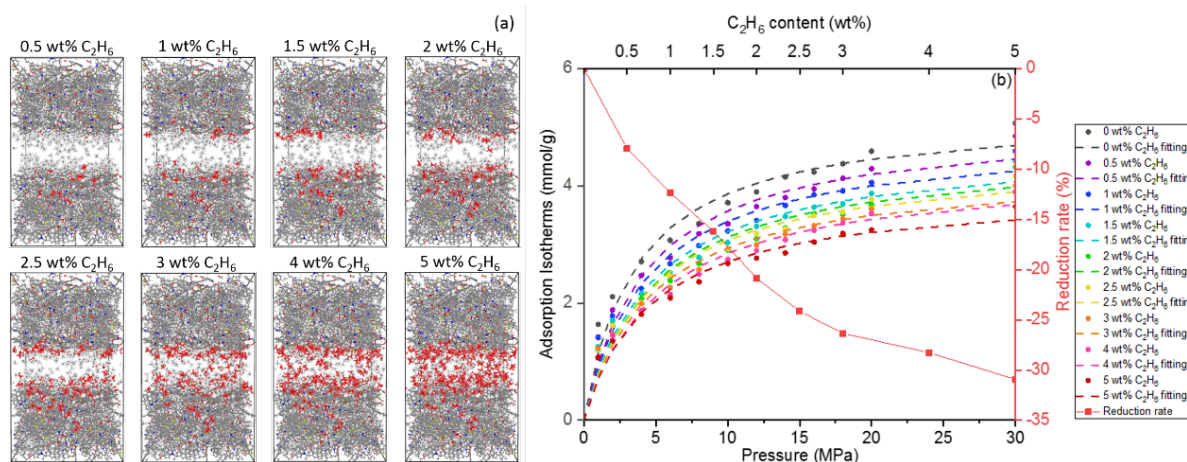 (a)
0.5 wt% C₂H₆ 1 wt% C₂H₆ 1.5 wt% C₂H₆ 2 wt% C₂H₆
2.5 wt% C₂H₆ 3 wt% C₂H₆ 4 wt% C₂H₆ 5 wt% C₂H₆
C₂H₆ content (wt%)
0.5 1 1.5 2 2.5 3 4 5
(b)
Adsorption Isotherms (mmol/g)
6
4
2
0
0 5 10 15 20 25 30
Pressure (MPa)
0
-5
-10
-15
-20
-25
-30
-35
Reduction rate (%)
0 wt% C₂H₆
0 wt% C₂H₆ fitting
0.5 wt% C₂H₆
0.5 wt% C₂H₆ fitting
1 wt% C₂H₆
1 wt% C₂H₆ fitting
1.5 wt% C₂H₆
1.5 wt% C₂H₆ fitting
2 wt% C₂H₆
2 wt% C₂H₆ fitting
2.5 wt% C₂H₆
2.5 wt% C₂H₆ fitting
3 wt% C₂H₆
3 wt% C₂H₆ fitting
4 wt% C₂H₆
4 wt% C₂H₆ fitting
5 wt% C₂H₆
5 wt% C₂H₆ fitting
Reduction rate